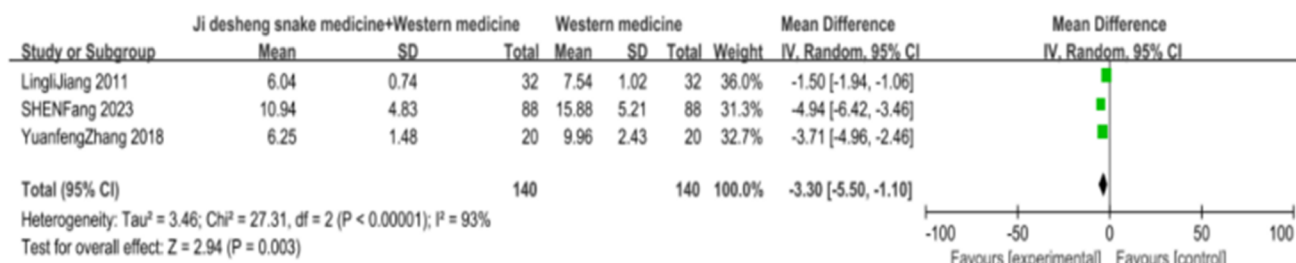 Ji desheng snake medicine+Western medicine Western medicine Mean Difference Mean Difference
Study or Subgroup Mean SD Total Mean SD Total Weight IV. Random. 95% CI IV. Random. 95% CI
LingliJiang 2011 6.04 0.74 32 7.54 1.02 32 36.0% -1.50 [-1.94, -1.06]
SHENFang 2023 10.94 4.83 88 15.88 5.21 88 31.3% -4.94 [-6.42, -3.46]
YuanfengZhang 2018 6.25 1.48 20 9.96 2.43 20 32.7% -3.71 [-4.96, -2.46]
Total (95% CI) 140 140 100.0% -3.30 [-5.50, -1.10]
Heterogeneity: Tau² = 3.46; Chi² = 27.31, df = 2 (P < 0.00001); I² = 93%
Test for overall effect: Z = 2.94 (P = 0.003)
-100 -50 0 50 100
Favours [experimental] Favours [control]